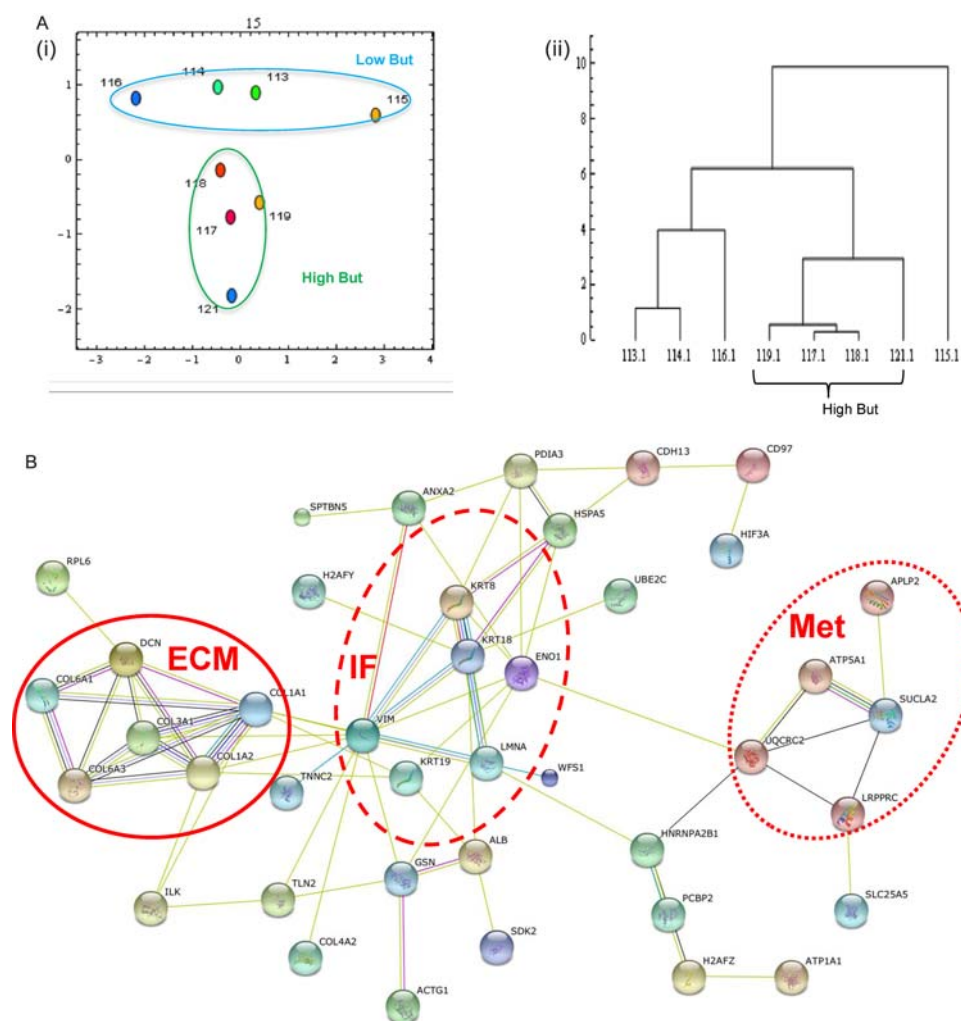 A
(i)
15
Low But
116
114
113
115
118
119
117
121
High But
1
0
-1
-2
-3
-2
-1
0
1
2
3
4
(ii)
10
8
6
4
2
0
113.1 114.1 116.1 119.1 117.1 118.1 121.1 115.1
High But
B
PDIA3
CDH13
CD97
SPTBN5
ANXA2
HSPA5
HIF3A
RPL6
H2AFY
KRT8
UBE2C
APLP2
DCN
ECM
IF
KRT18
Met
COL6A1
ENO1
ATP5A1
COL1A1
SUCLA2
COL3A1
VIM
UQCRC2
COL6A3
COL1A2
LMNA
TNNC2
KRT19
WFS1
LRPPRC
HNRNPA2B1
ALB
GSN
ILK
TLN2
PCBP2
SLC25A5
COL4A2
SDK2
H2AFZ
ATP1A1
ACTG1